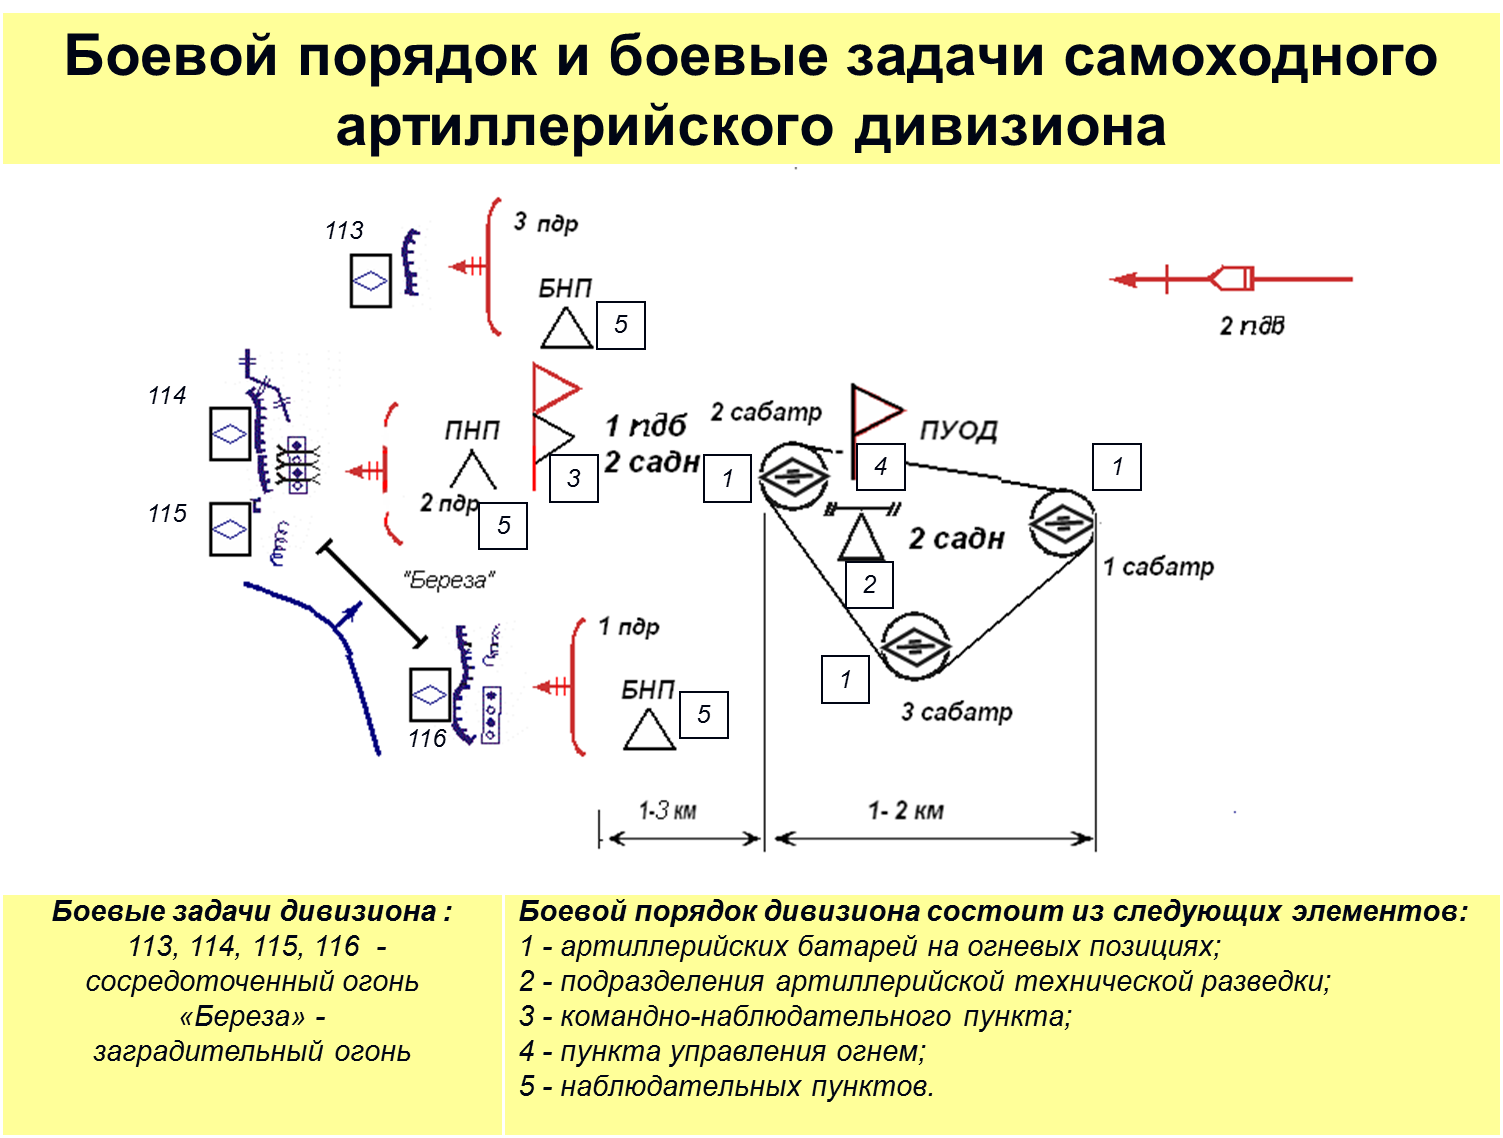 Боевой порядок и боевые задачи самоходного
артиллерийского дивизиона
113
3 пдр
БНП
5
2 пдв
114
ПНП
2 пдр
5
1 пдб
2 садн
3
2 сабатр
1
ПУОД
4
1
115
2 садн
2
1 сабатр
"Береза"
1 пдр
БНП
5
1
3 сабатр
116
1-3 км
1- 2 км
Боевые задачи дивизиона :
113, 114, 115, 116 -
сосредоточенный огонь
«Береза» -
заградительный огонь
Боевой порядок дивизиона состоит из следующих элементов:
1 - артиллерийских батарей на огневых позициях;
2 - подразделения артиллерийской технической разведки;
3 - командно-наблюдательного пункта;
4 - пункта управления огнем;
5 - наблюдательных пунктов.